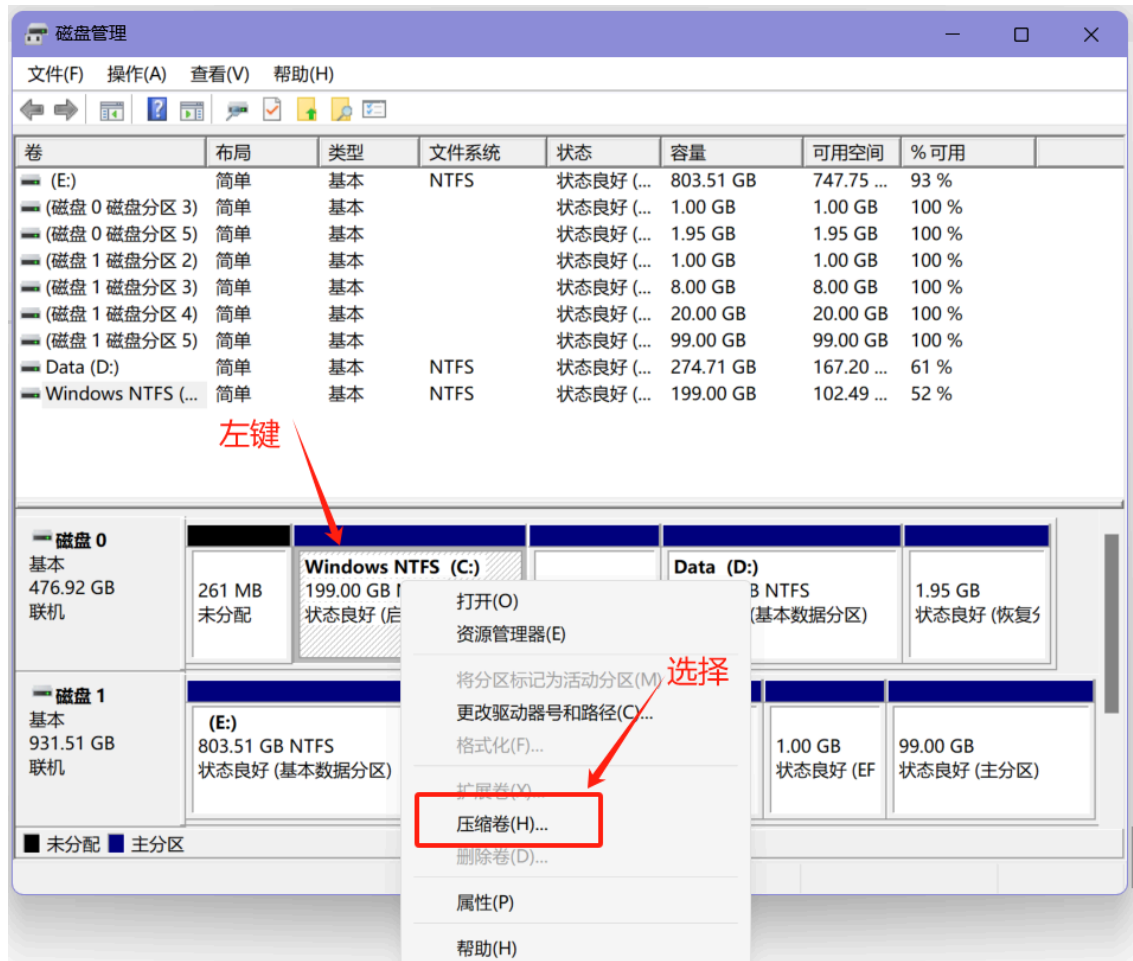 磁盘管理
文件(F) 操作(A) 查看(V) 帮助(H)
卷 布局 类型 文件系统 状态 容量 可用空间 % 可用
(E:) 简单 基本 NTFS 状态良好 (... 803.51 GB 747.75 ... 93 %
(磁盘 0 磁盘分区 3) 简单 基本 状态良好 (... 1.00 GB 1.00 GB 100 %
(磁盘 0 磁盘分区 5) 简单 基本 状态良好 (... 1.95 GB 1.95 GB 100 %
(磁盘 1 磁盘分区 2) 简单 基本 状态良好 (... 1.00 GB 1.00 GB 100 %
(磁盘 1 磁盘分区 3) 简单 基本 状态良好 (... 8.00 GB 8.00 GB 100 %
(磁盘 1 磁盘分区 4) 简单 基本 状态良好 (... 20.00 GB 20.00 GB 100 %
(磁盘 1 磁盘分区 5) 简单 基本 状态良好 (... 99.00 GB 99.00 GB 100 %
Data (D:) 简单 基本 NTFS 状态良好 (... 274.71 GB 167.20 ... 61 %
Windows NTFS (... 简单 基本 NTFS 状态良好 (... 199.00 GB 102.49 ... 52 %
左键
磁盘 0
基本
476.92 GB
联机
261 MB
未分配
Windows NTFS (C:)
199.00 GB
状态良好 (启
Data (D:)
B NTFS
(基本数据分区)
1.95 GB
状态良好 (恢复分
打开(O)
资源管理器(E)
将分区标记为活动分区(M)
选择
更改驱动器号和路径(C)...
格式化(F)...
扩展卷(X)...
压缩卷(H)...
删除卷(D)...
属性(P)
帮助(H)
磁盘 1
基本
931.51 GB
联机
(E:)
803.51 GB NTFS
状态良好 (基本数据分区)
1.00 GB
状态良好 (EF
99.00 GB
状态良好 (主分区)
未分配 主分区